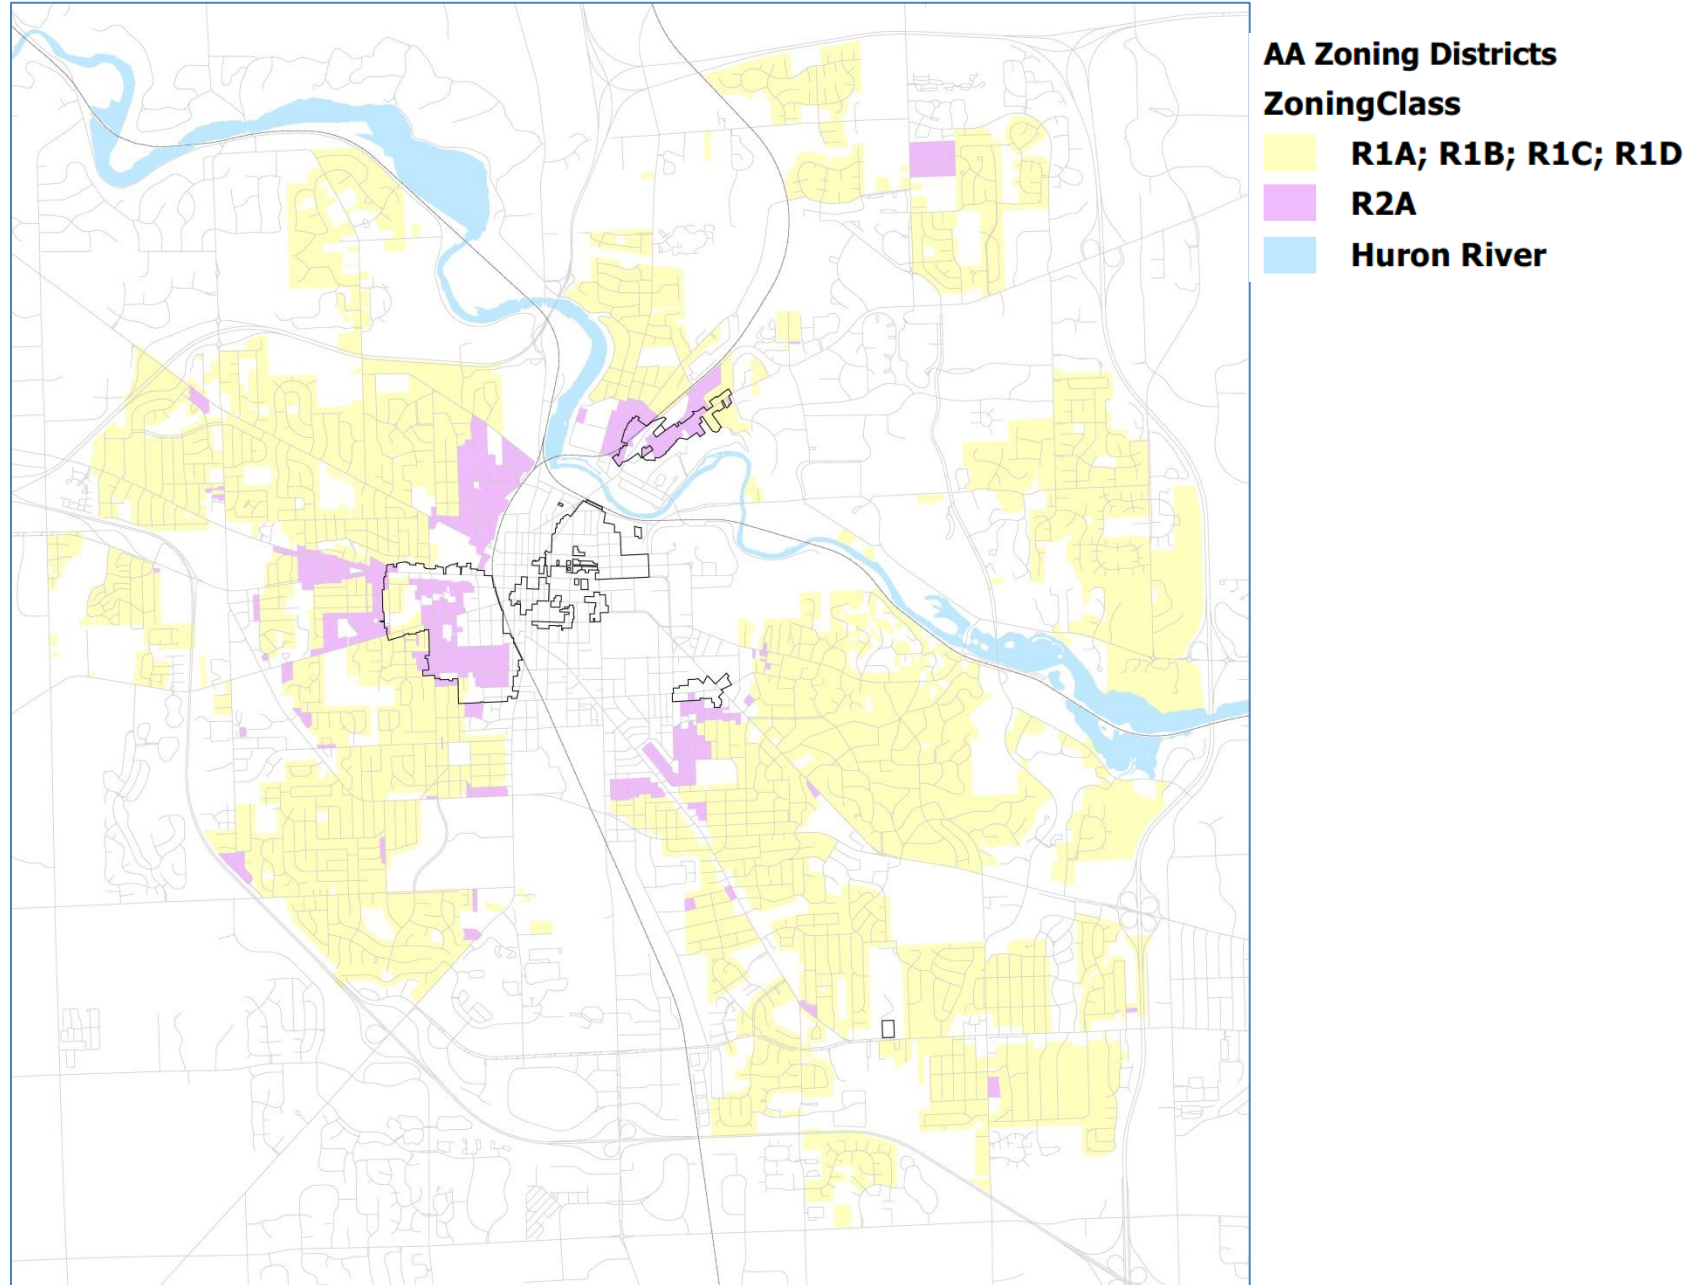 AA Zoning Districts
ZoningClass
R1A; R1B; R1C; R1D
R2A
Huron River